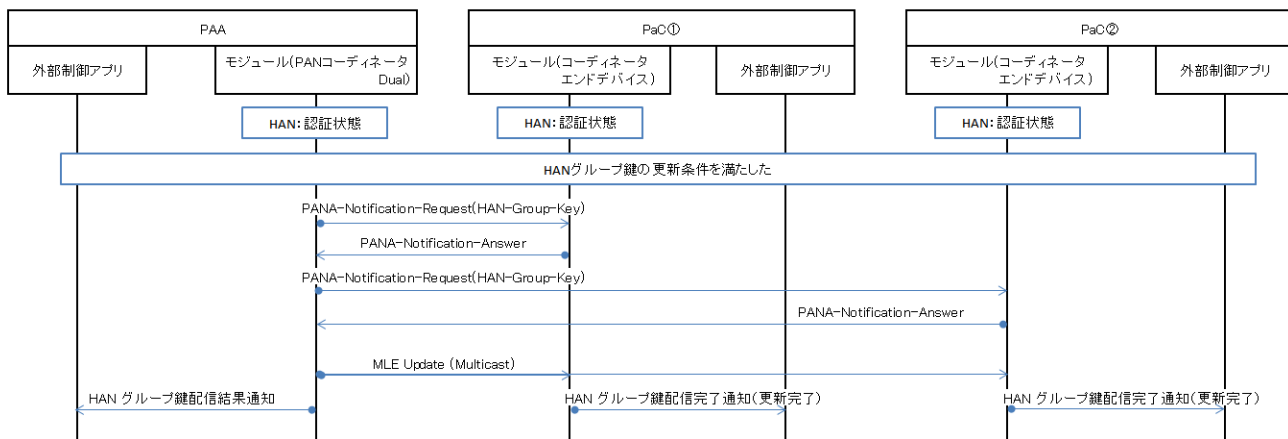 PAA
PaC①
PaC②
外部制御アプリ
モジュール(PANコーディネータ
Dual)
モジュール(コーディネータ
エンドデバイス)
外部制御アプリ
モジュール(コーディネータ
エンドデバイス)
外部制御アプリ
HAN:認証状態
HAN:認証状態
HAN:認証状態
HANグループ鍵の更新条件を満たした
PANA-Notification-Request(HAN-Group-Key)
PANA-Notification-Answer
PANA-Notification-Request(HAN-Group-Key)
PANA-Notification-Answer
MLE Update (Multicast)
HAN グループ鍵配信結果通知
HAN グループ鍵配信完了通知(更新完了)
HAN グループ鍵配信完了通知(更新完了)